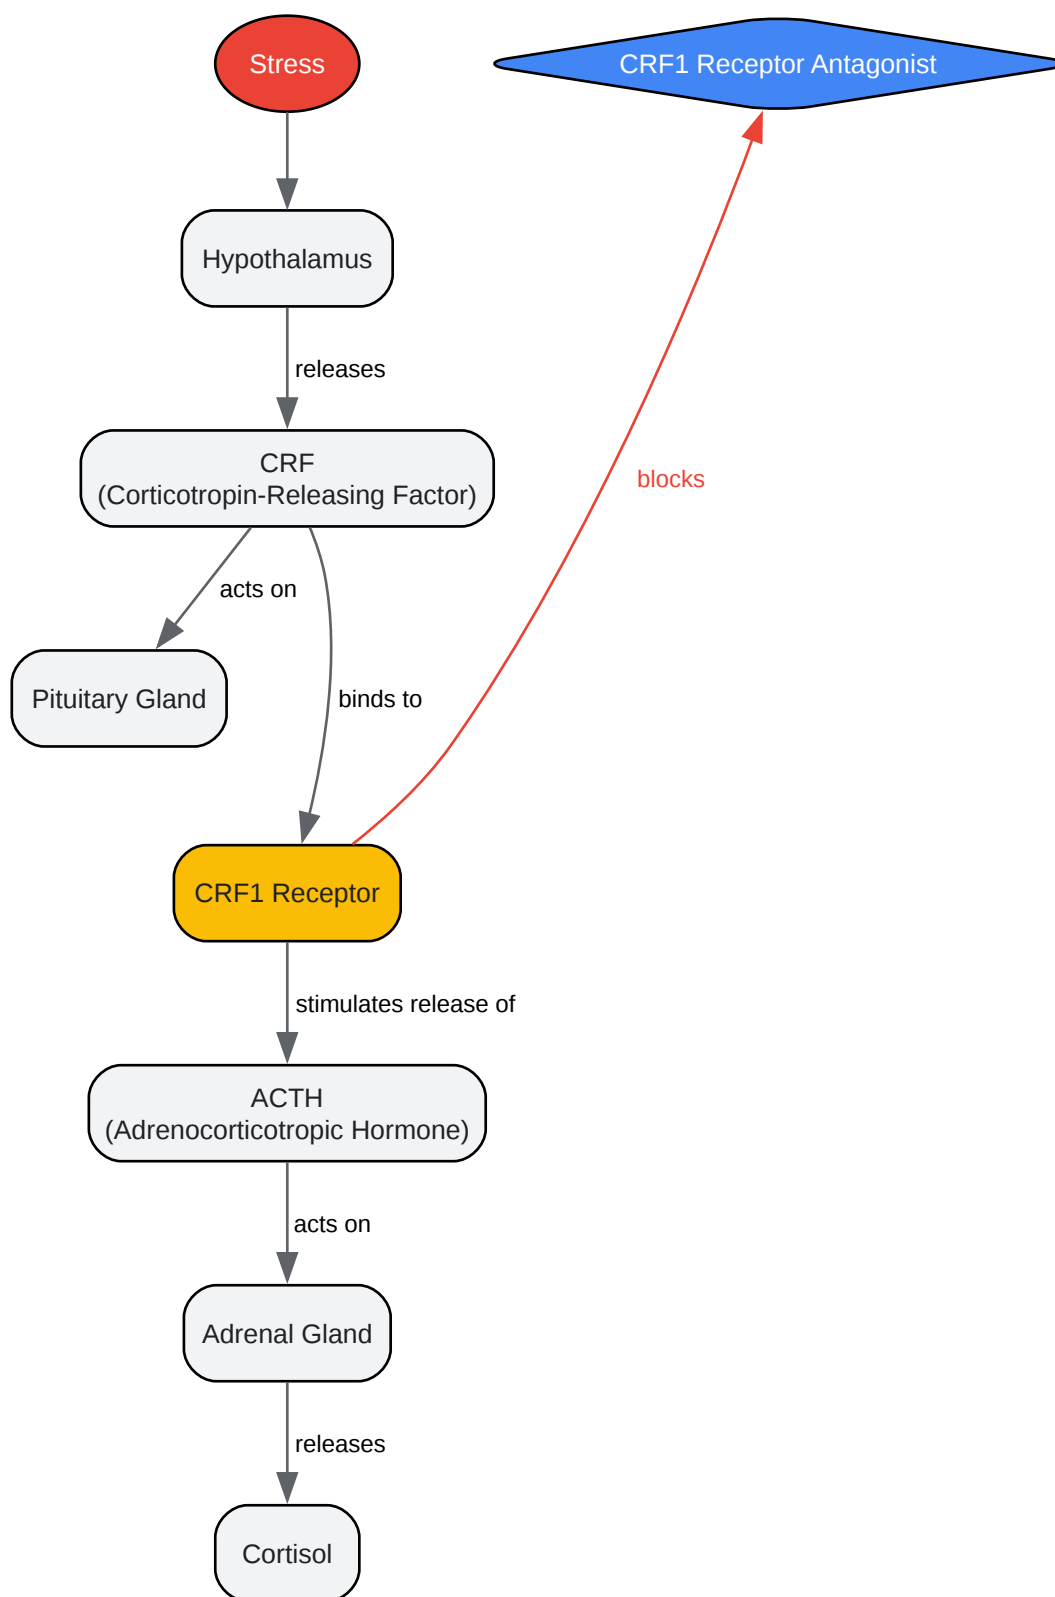 Stress
CRF1 Receptor Antagonist
Hypothalamus
releases
CRF
(Corticotropin-Releasing Factor)
blocks
acts on
Pituitary Gland
binds to
CRF1 Receptor
stimulates release of
ACTH
(Adrenocorticotropic Hormone)
acts on
Adrenal Gland
releases
Cortisol